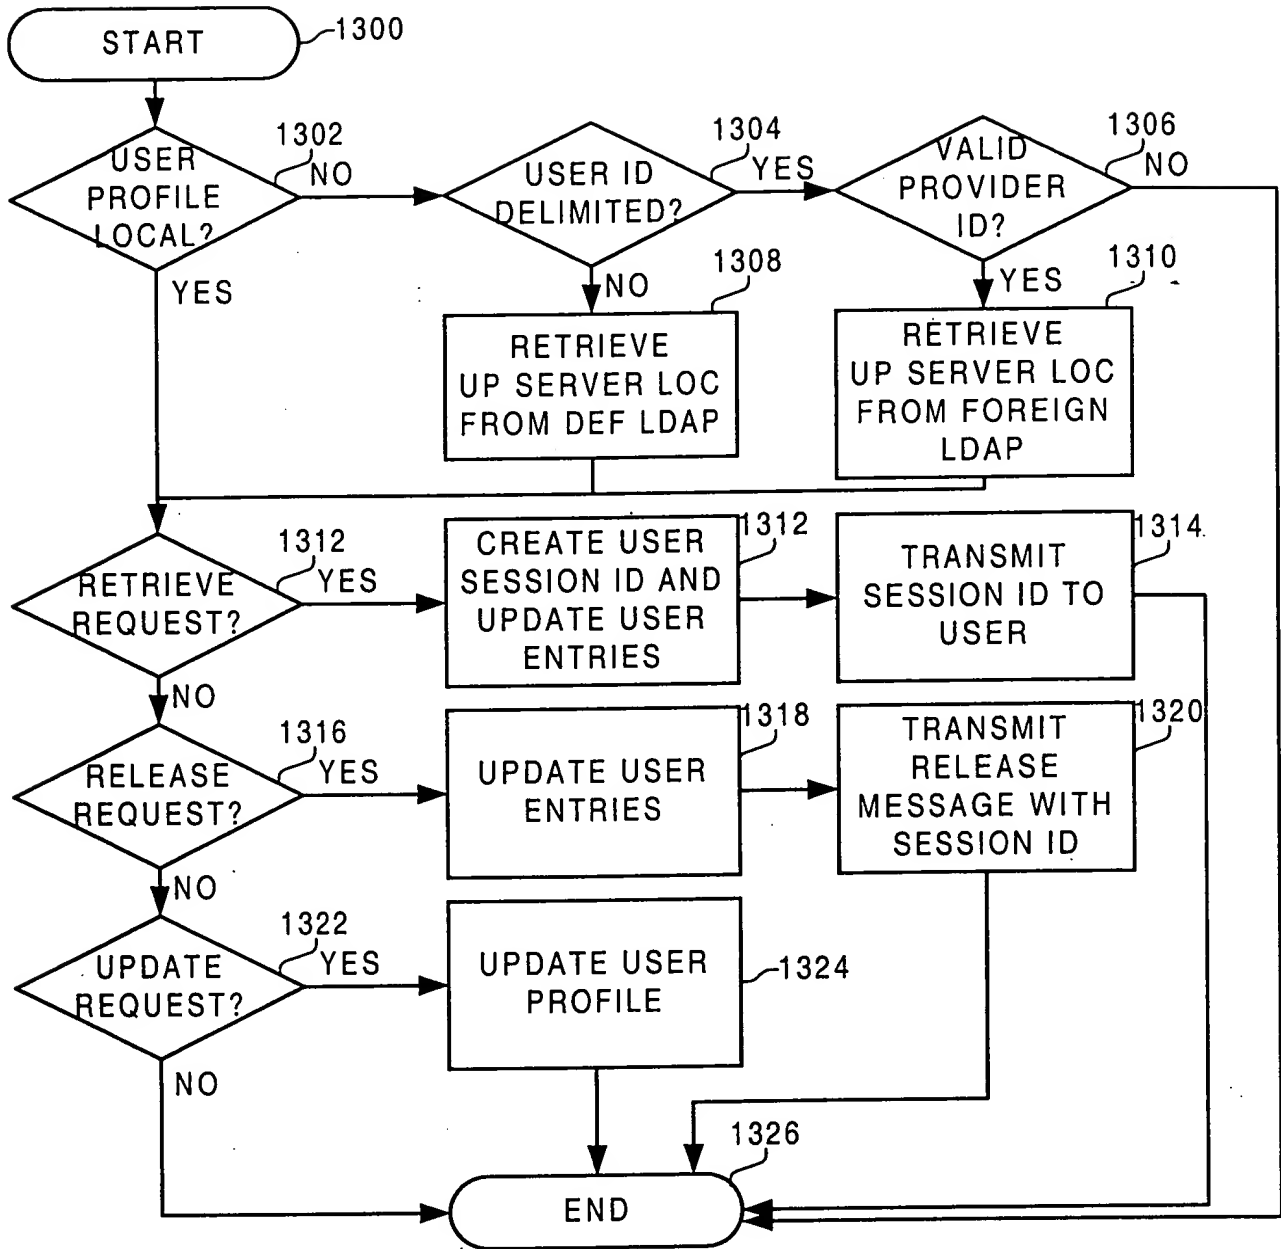 START
1300
USER
PROFILE
LOCAL?
1302
NO
YES
USER ID
DELIMITED?
1304
YES
NO
VALID
PROVIDER
ID?
1306
NO
YES
1308
RETRIEVE
UP SERVER LOC
FROM DEF LDAP
1310
RETRIEVE
UP SERVER LOC
FROM FOREIGN
LDAP
RETRIEVE
REQUEST?
1312
YES
NO
CREATE USER
SESSION ID AND
UPDATE USER
ENTRIES
1312
TRANSMIT
SESSION ID TO
USER
1314
RELEASE
REQUEST?
1316
YES
NO
UPDATE USER
ENTRIES
1318
TRANSMIT
RELEASE
MESSAGE WITH
SESSION ID
1320
UPDATE
REQUEST?
1322
YES
NO
UPDATE USER
PROFILE
1324
END
1326